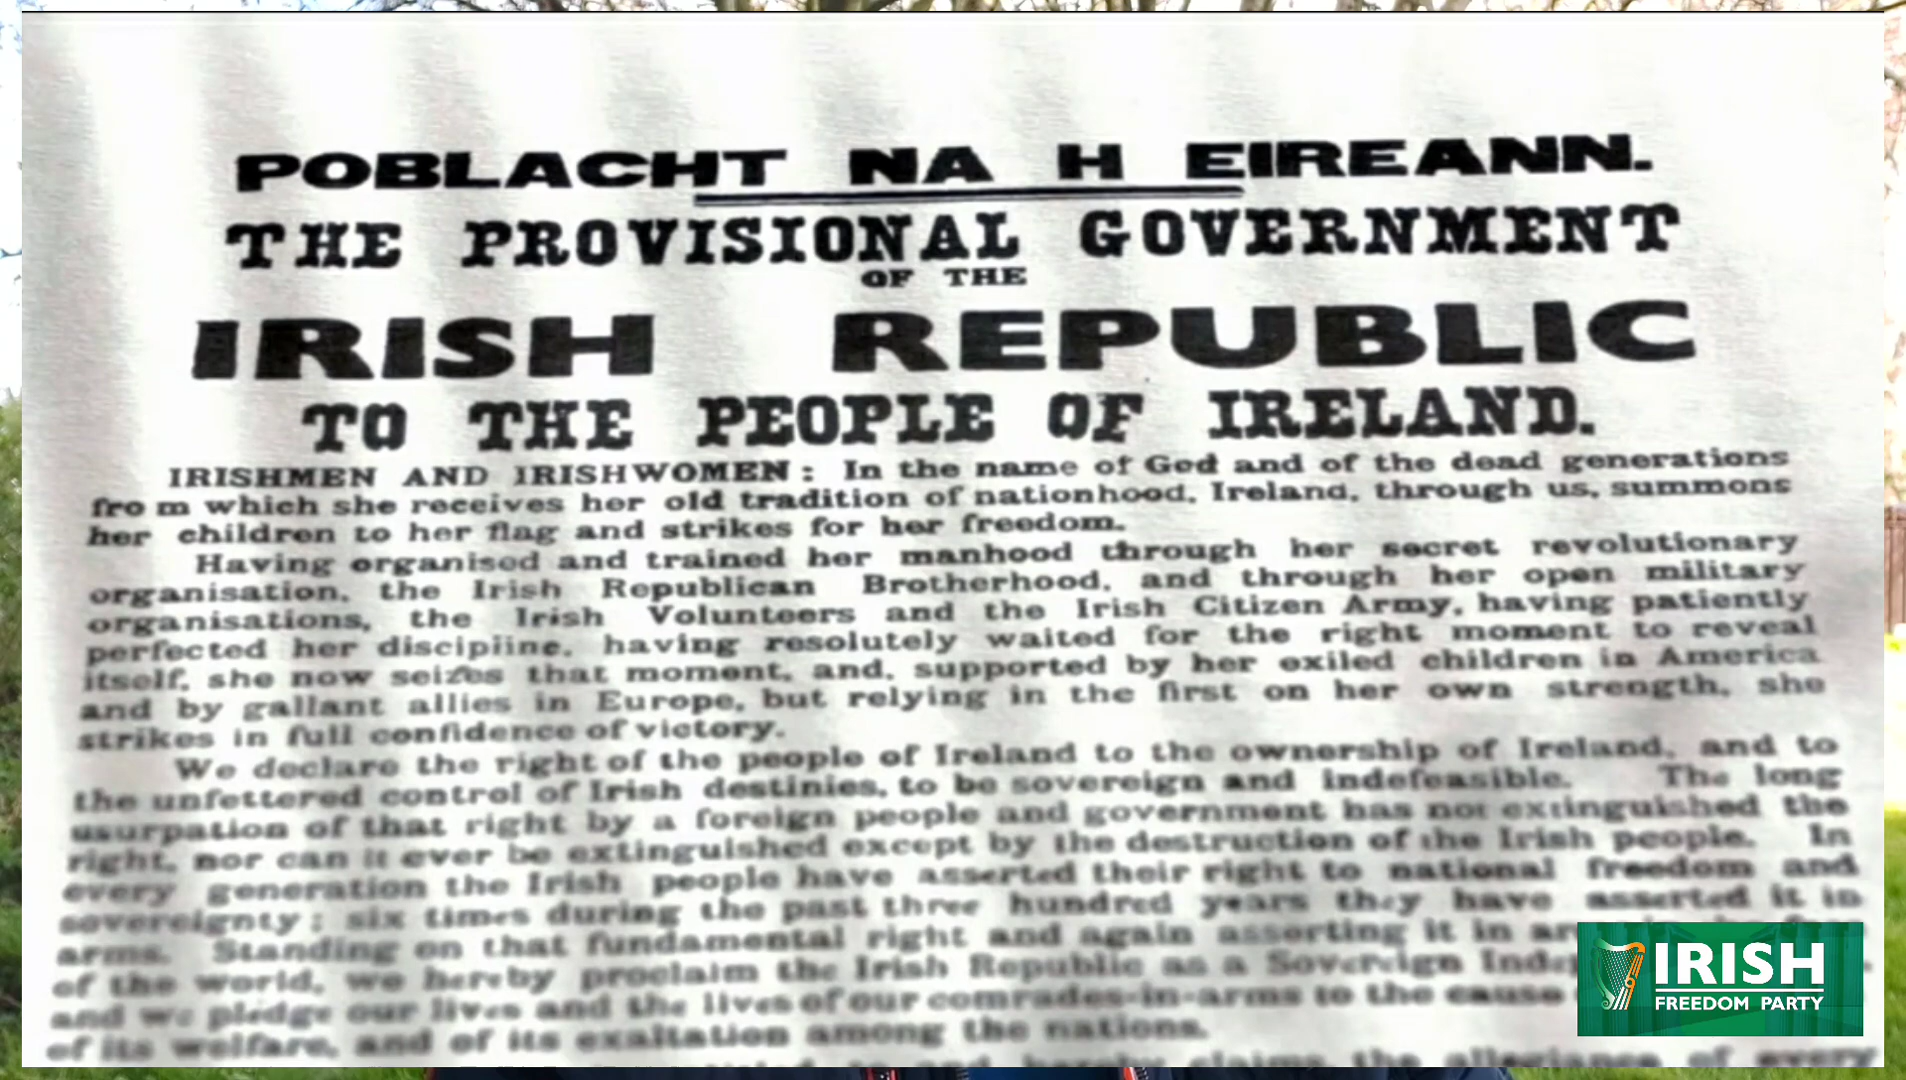 POBLACHT NA H EIREANN.
THE PROVISIONAL GOVERNMENT
OF THE
IRISH REPUBLIC
TO THE PEOPLE OF IRELAND.
IRISHMEN AND IRISHWOMEN : In the name of God and of the dead generations
from which she receives her old tradition of nationhood, Ireland, through us, summons
her children to her flag and strikes for her freedom.
Having organised and trained her manhood through her secret revolutionary
organisation, the Irish Republican Brotherhood, and through her open military
organisations, the Irish Volunteers and the Irish Citizen Army, having patiently
perfected her discipiine, having resolutely waited for the right moment to reveal
itself, she now seizes that moment, and, supported by her exiled children in America
and by gallant allies in Europe, but relying in the first on her own strength, she
strikes in full confidence of victory.
We declare the right of the people of Ireland to the ownership of Ireland, and to
the unfettered control of Irish destinies, to be sovereign and indefeasible. The long
usurpation of that right by a foreign people and government has not extinguished the
right, nor can it ever be extinguished except by the destruction of the Irish people. In
every generation the Irish people have asserted their right to national freedom and
sovereignty ; six times during the past three hundred years they have asserted it in
arms. Standing on that fundamental right and again asserting it in
of the world, we hereby proclaim the Irish Republic as a Sovereign
and we pledge our lives and the lives of our comrades-in-arms to the cause
of its welfare, and of its exaltation among the nations.
hereby claims the allegiance of every
IRISH
FREEDOM PARTY